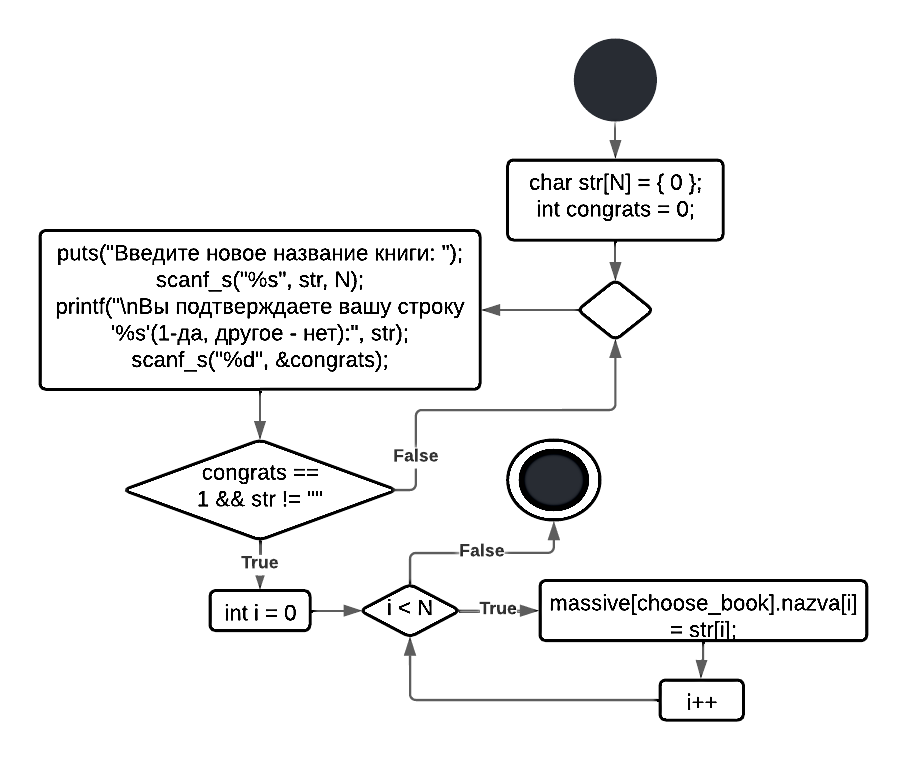 char str[N] = { 0 };
int congrats = 0;
puts("Введите новое название книги: ");
scanf_s("%s", str, N);
printf("\nВы подтверждаете вашу строку
'%s'(1-да, другое - нет):", str);
scanf_s("%d", &congrats);
congrats ==
1 && str != ""
False
True
int i = 0
i < N
False
True
massive[choose_book].nazva[i]
= str[i];
i++